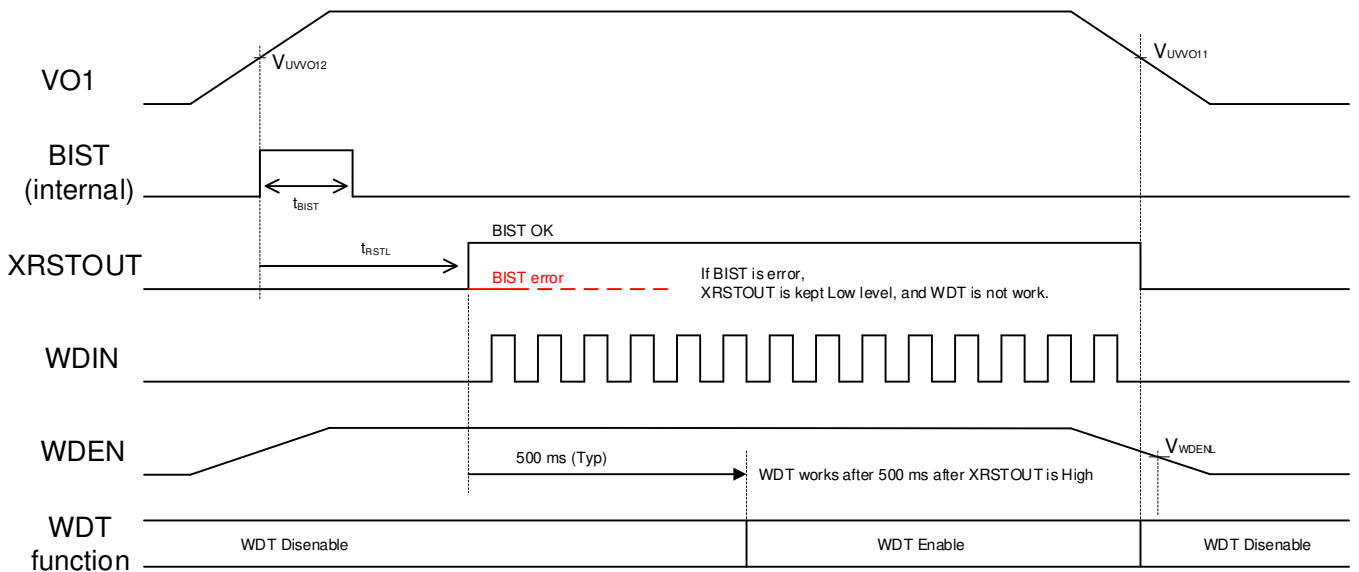 VO1
VUVVO12
VUVVO11
BIST
(internal)
tBIST
XRSTOUT
tRSTL
BIST OK
BIST error
If BIST is error,
XRSTOUT is kept Low level, and WDT is not work.
WDIN
WDEN
500 ms (Typ)
WDT works after 500 ms after XRSTOUT is High
VWDENL
WDT
function
WDT Disenable
WDT Enable
WDT Disenable